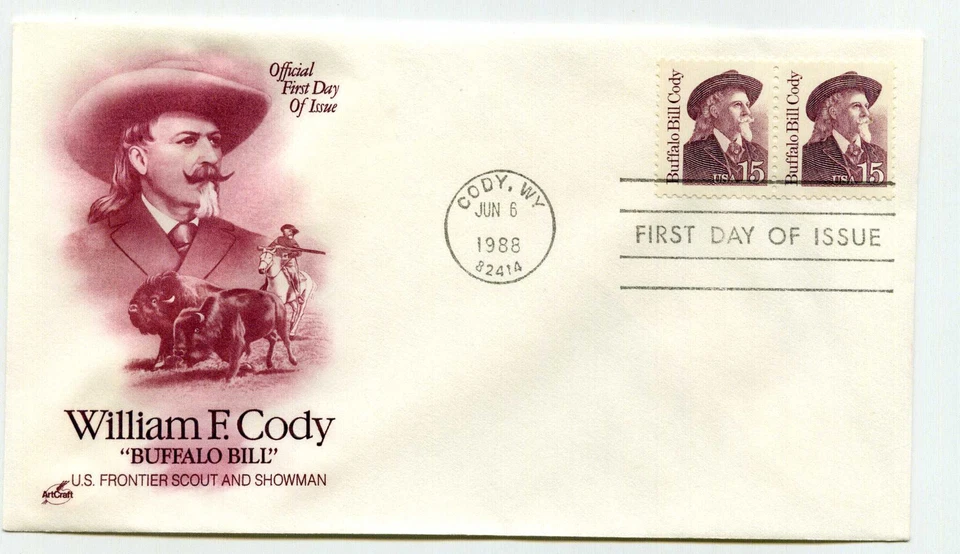 Official
First Day
Of Issue
Buffalo Bill Cody
USA 15
Buffalo Bill Cody
USA 15
CODY, WY
JUN 6
1988
82414
FIRST DAY OF ISSUE
William F. Cody
"BUFFALO BILL"
U.S. FRONTIER SCOUT AND SHOWMAN
ArtCraft